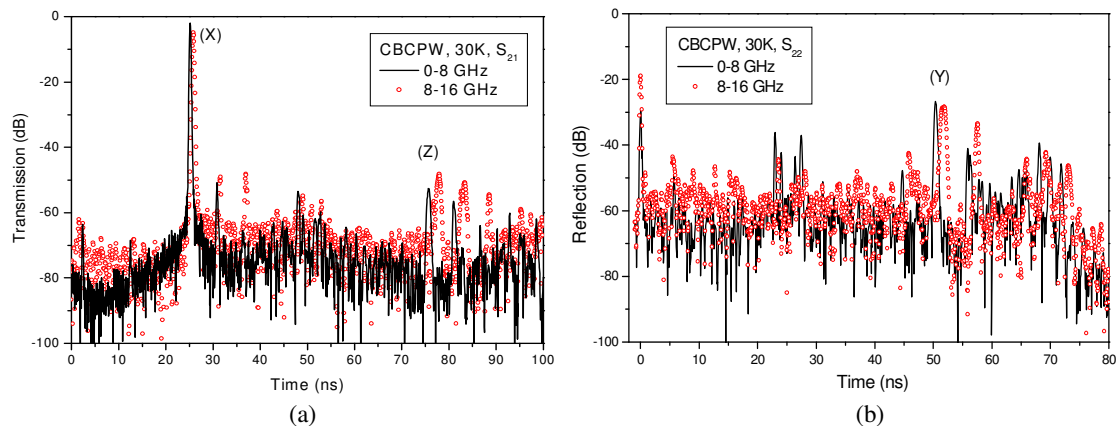 (X)
CBCPW, 30K, S21
0-8 GHz
8-16 GHz
(Z)
Transmission (dB)
0
-20
-40
-60
-80
-100
0 10 20 30 40 50 60 70 80 90 100
Time (ns)
(a)
CBCPW, 30K, S22
0-8 GHz
8-16 GHz
(Y)
Reflection (dB)
0
-20
-40
-60
-80
-100
0 10 20 30 40 50 60 70 80
Time (ns)
(b)